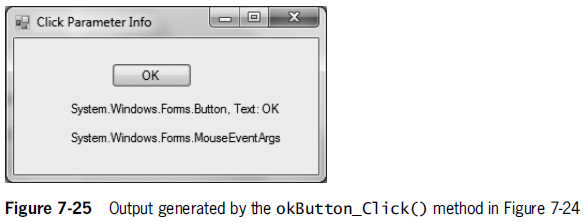 Click Parameter Info
OK
System.Windows.Forms.Button, Text: OK
System.Windows.Forms.MouseEventArgs
Figure 7-25 Output generated by the okButton_Click() method in Figure 7-24